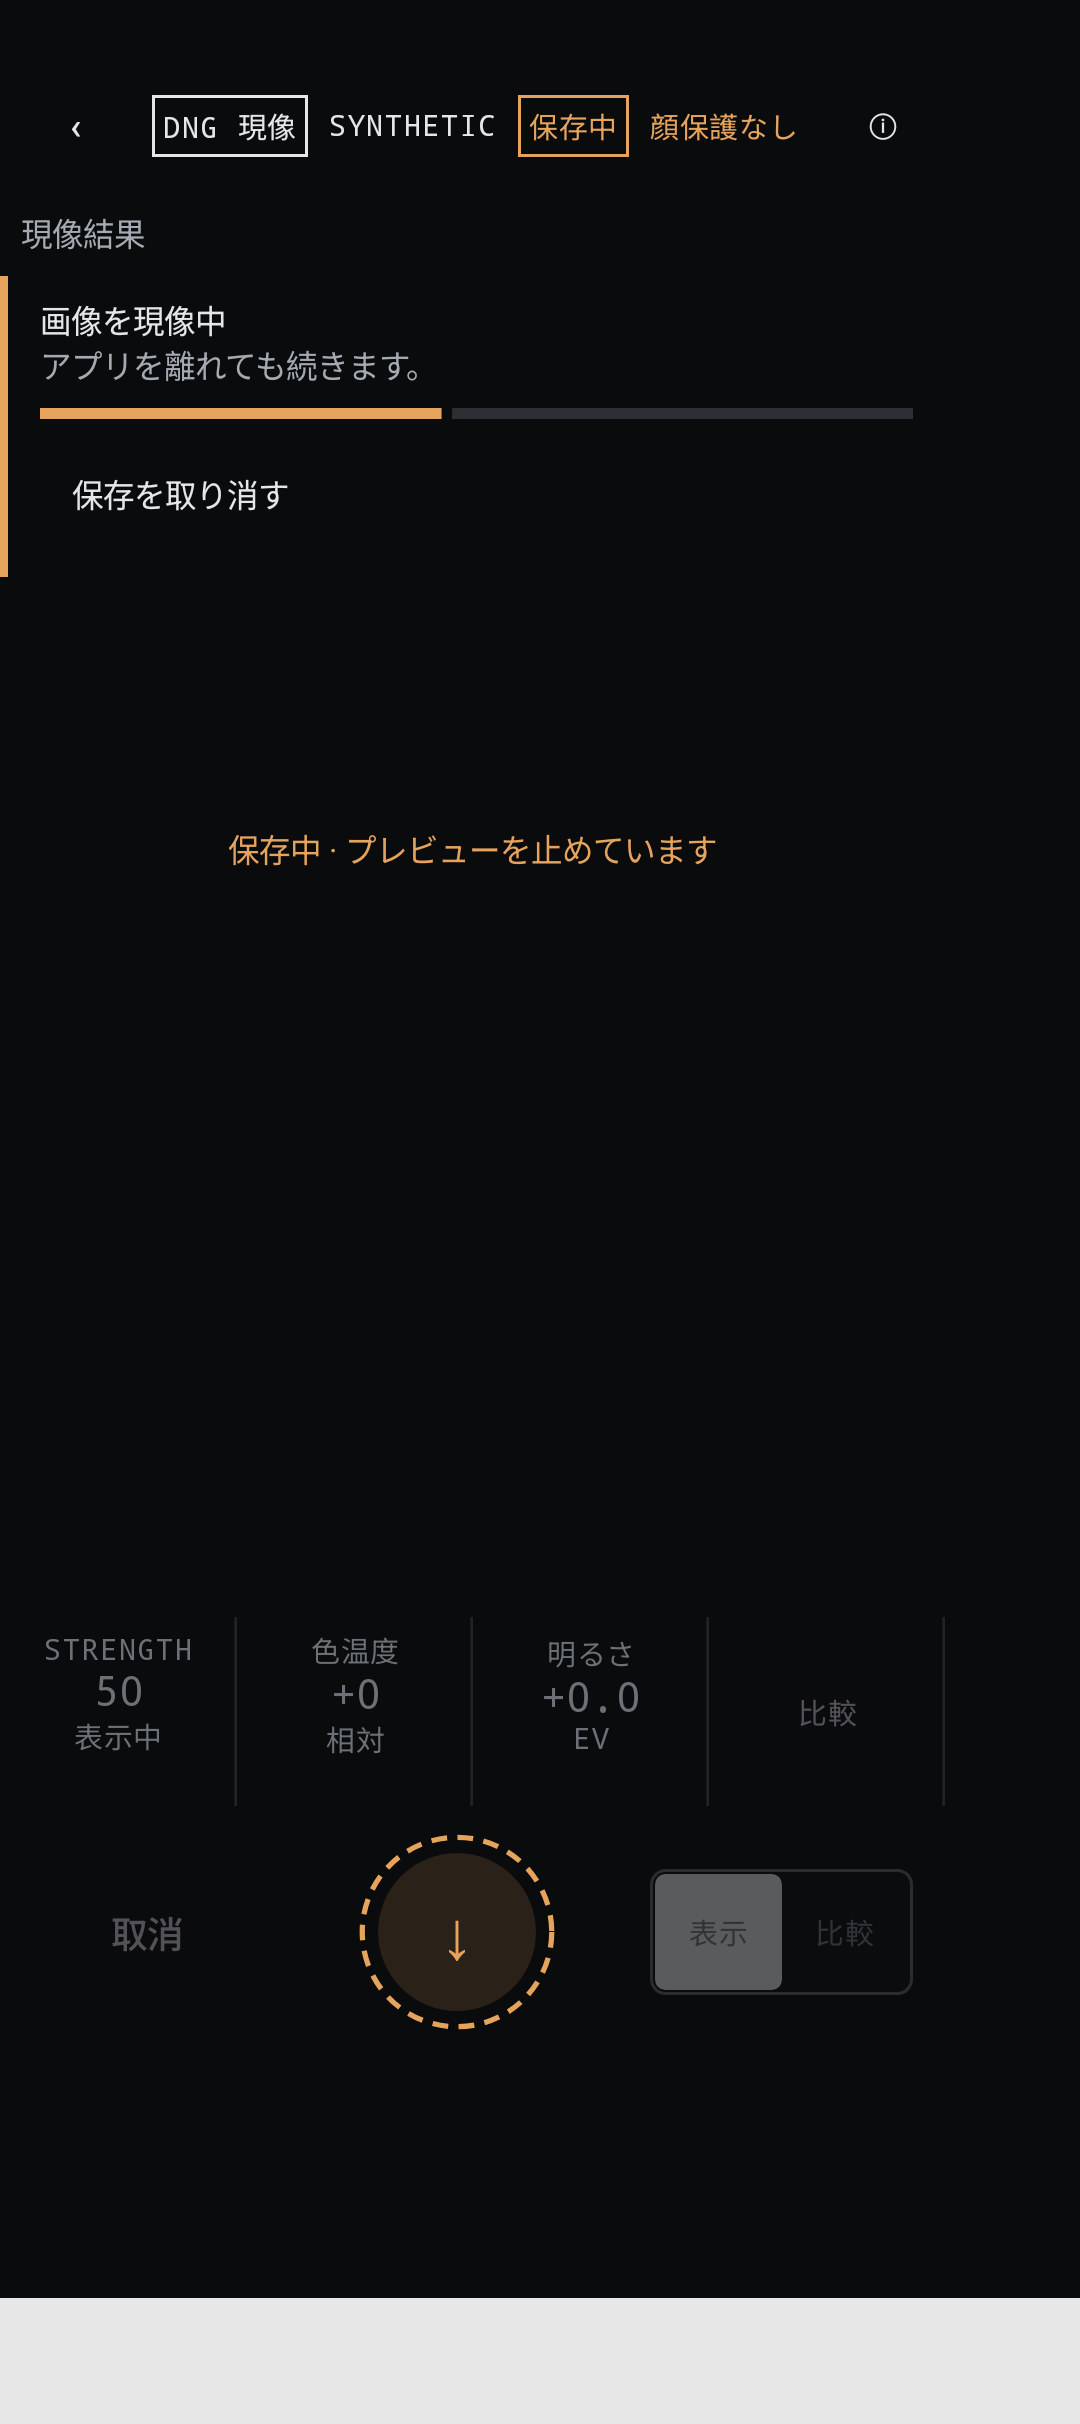 ‹ DNG 現像 SYNTHETIC 保存中 顔保護なし ⓘ
現像結果
画像を現像中
アプリを離れても続きます。
保存を取り消す
保存中 · プレビューを止めています
STRENGTH
50
表示中
色温度
+0
相対
明るさ
+0.0
EV
比較
取消
↓
表示 比較